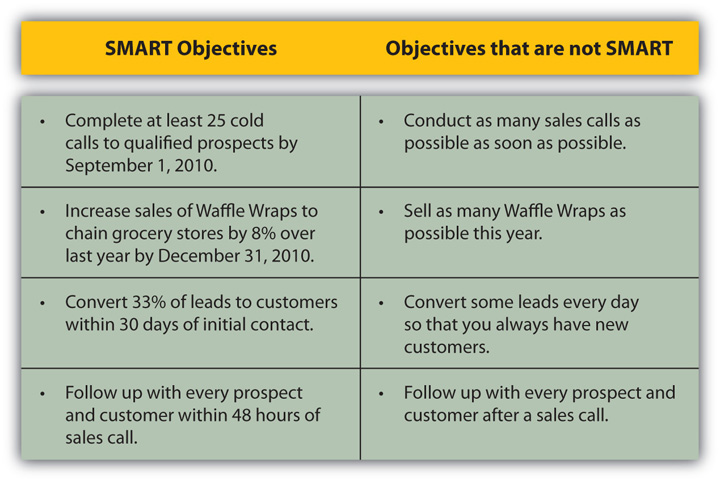 SMART Objectives
Objectives that are not SMART
• Complete at least 25 cold
calls to qualified prospects by
September 1, 2010.
• Conduct as many sales calls as
possible as soon as possible.
• Increase sales of Waffle Wraps to
chain grocery stores by 8% over
last year by December 31, 2010.
• Sell as many Waffle Wraps as
possible this year.
• Convert 33% of leads to customers
within 30 days of initial contact.
• Convert some leads every day
so that you always have new
customers.
• Follow up with every prospect
and customer within 48 hours of
sales call.
• Follow up with every prospect and
customer after a sales call.